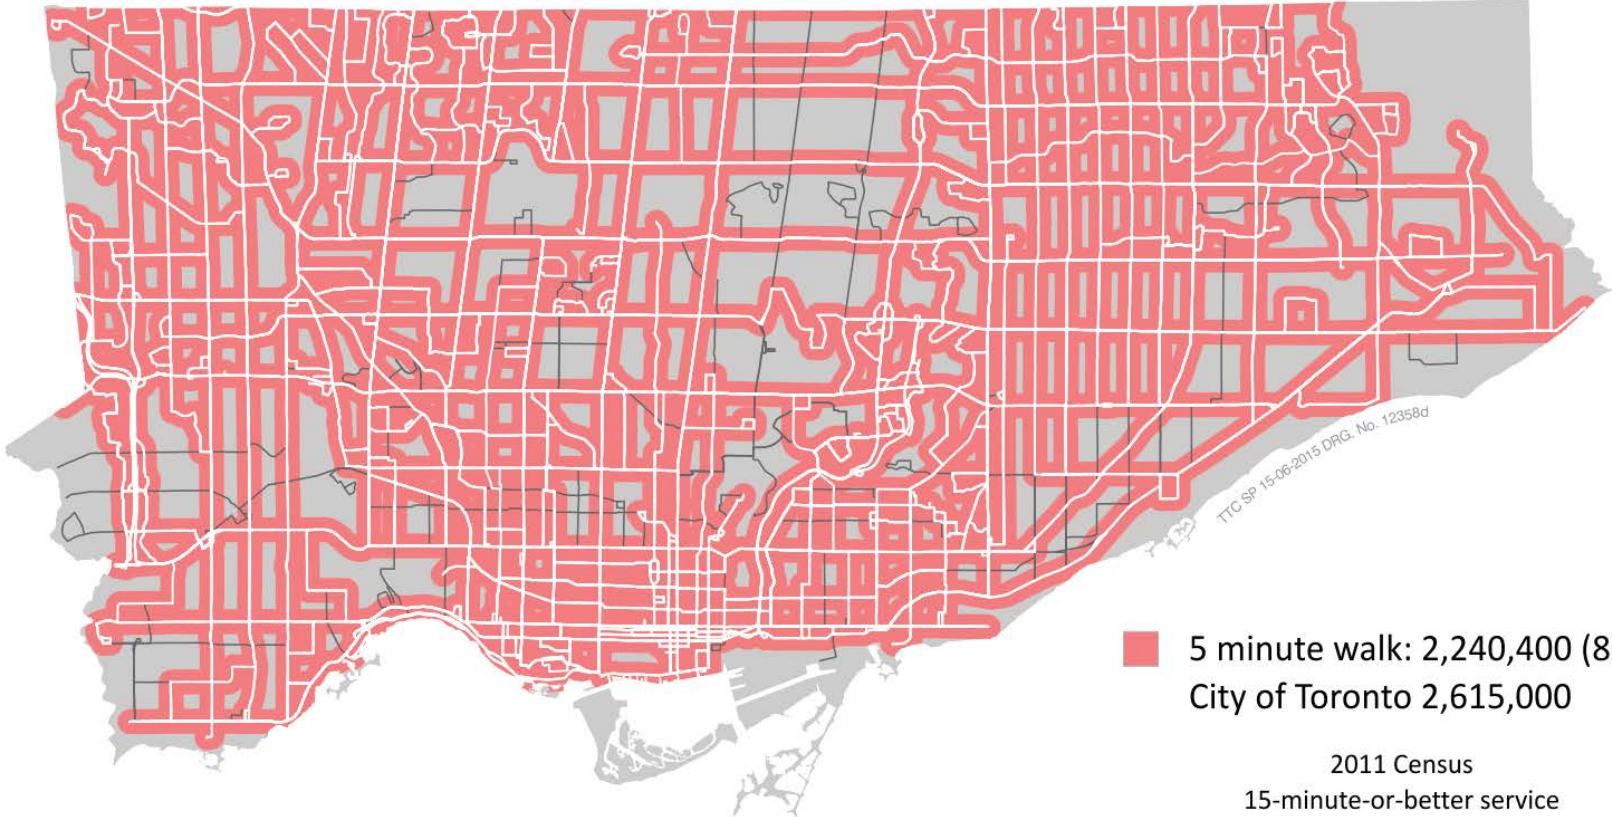 TTC SP 15-06-2015 DRG. No. 12358d
5 minute walk: 2,240,400 (8
City of Toronto 2,615,000
2011 Census
15-minute-or-better service